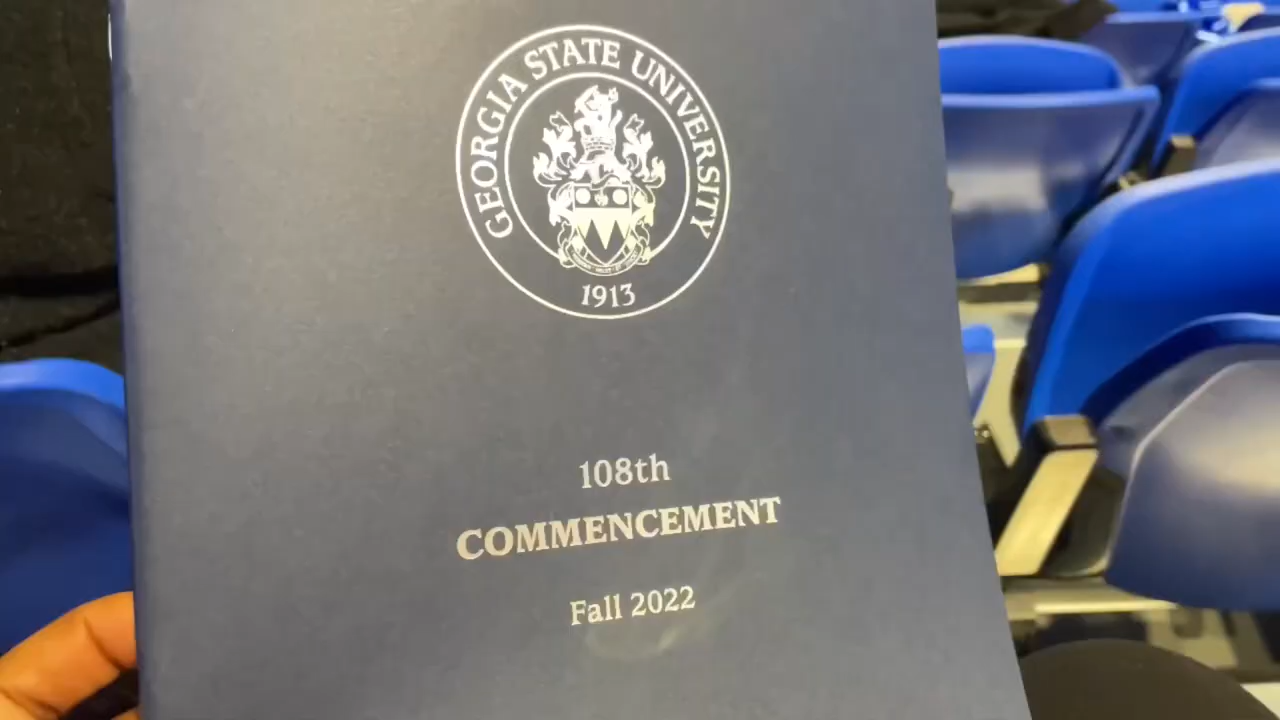 GEORGIA STATE UNIVERSITY
1913
108th
COMMENCEMENT
Fall 2022